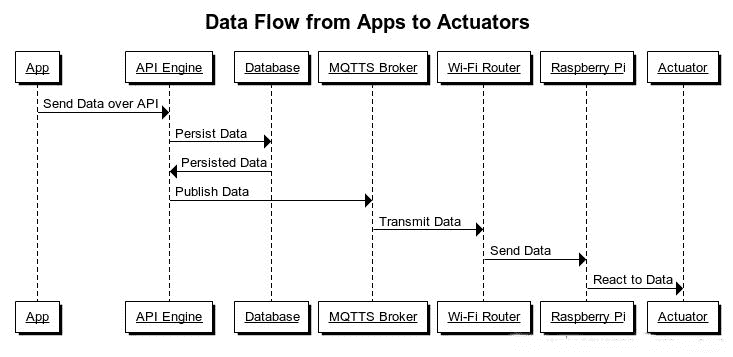 Data Flow from Apps to Actuators
App API Engine Database MQTTS Broker Wi-Fi Router Raspberry Pi Actuator
Send Data over API
Persist Data
Persisted Data
Publish Data
Transmit Data
Send Data
React to Data
App API Engine Database MQTTS Broker Wi-Fi Router Raspberry Pi Actuator